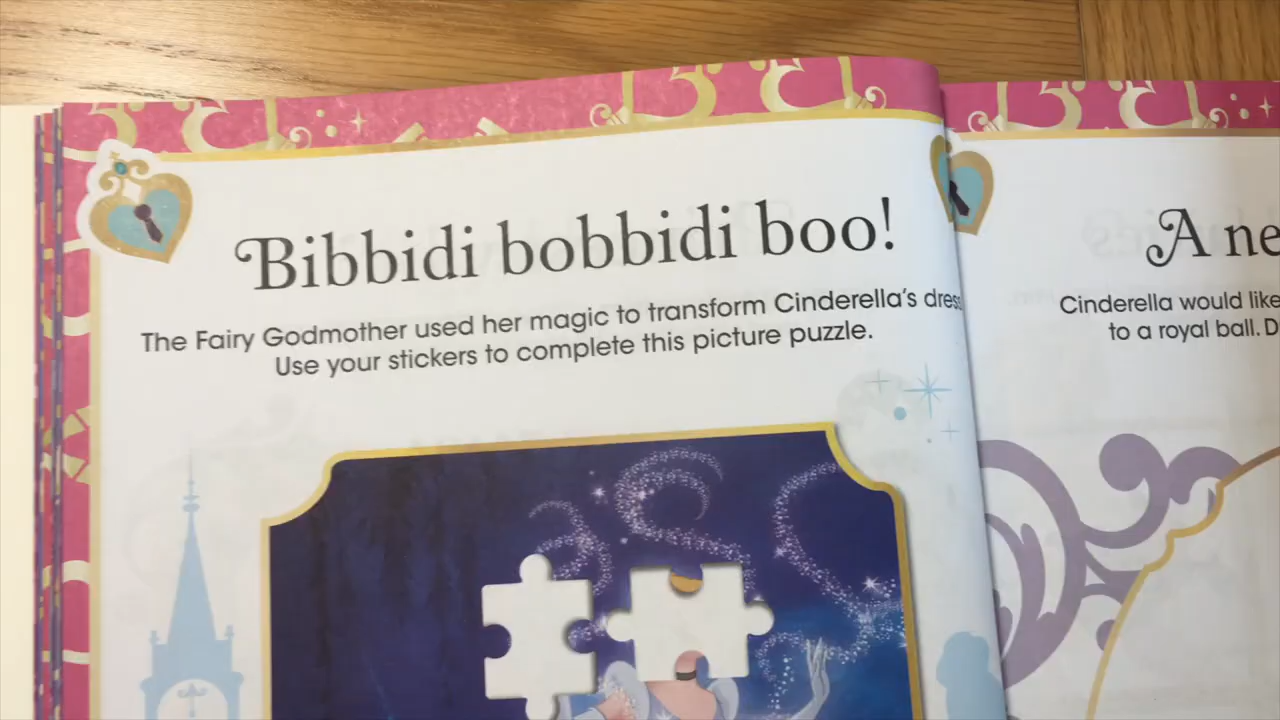 Bibbidi bobbidi boo!
The Fairy Godmother used her magic to transform Cinderella's dress
Use your stickers to complete this picture puzzle.
A ne
Cinderella would like
to a royal ball. D